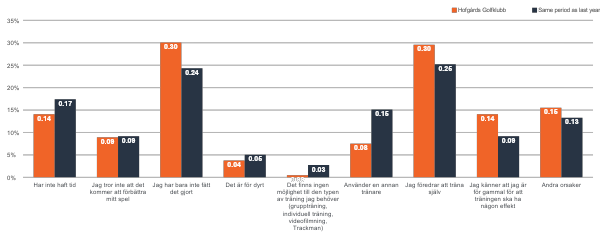 Hofgårds Golfklubb Same period as last year
35%
30%
25%
20%
15%
10%
5%
0%
0.14 0.17
0.09 0.09
0.30 0.24
0.04 0.05
0.03
0.08 0.15
0.30 0.25
0.14 0.09
0.15 0.13
Har inte haft tid
Jag tror inte att det
kommer att förbättra
mitt spel
Jag har bara inte fått
det gjort
Det är för dyrt
Det finns ingen
möjlighet till den typen
av träning jag behöver
(gruppträning,
individuell träning,
videofilmning,
Trackman)
Använder en annan
tränare
Jag föredrar att träna
själv
Jag känner att jag är
för gammal för att
träningen ska ha
någon effekt
Andra orsaker